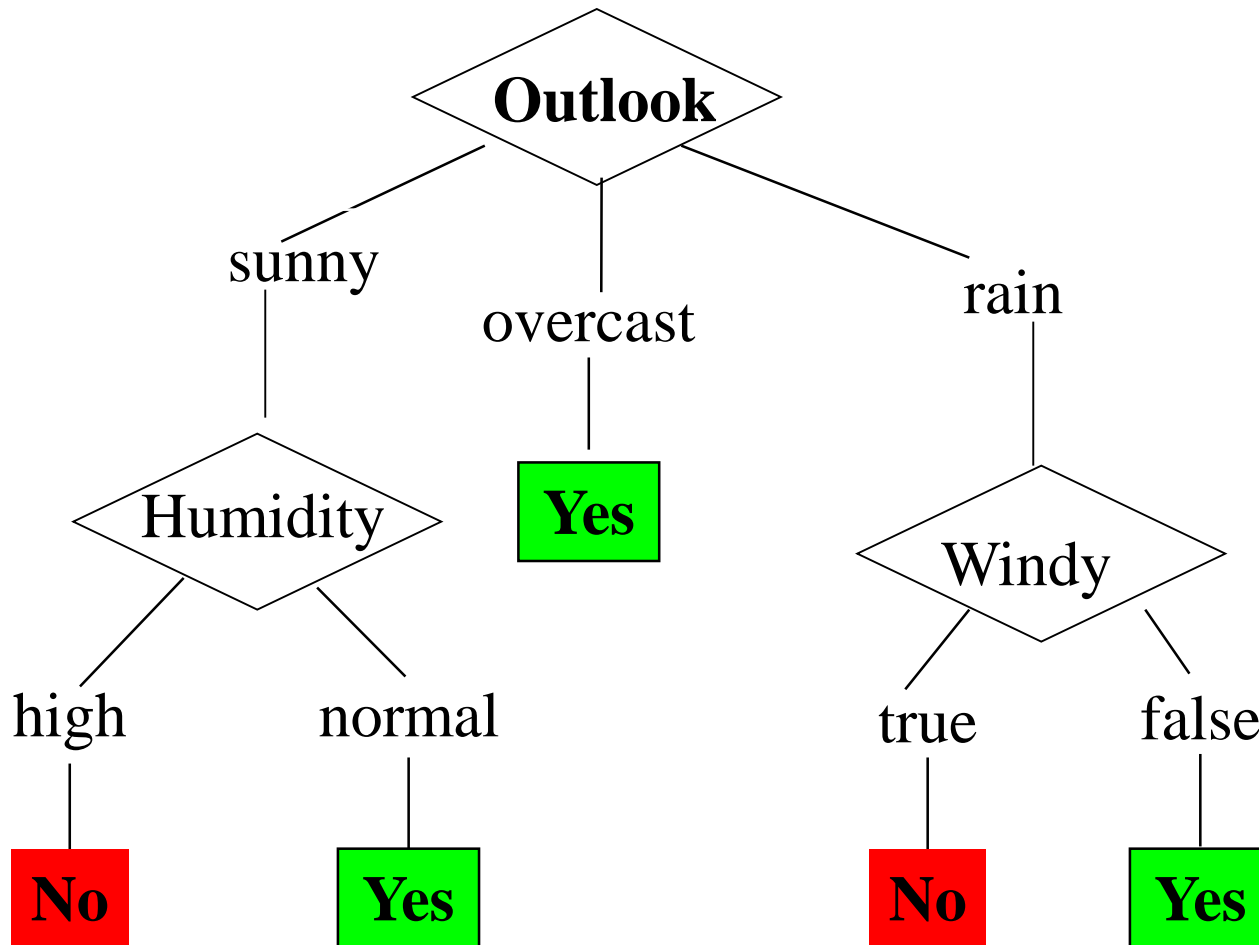 Outlook
sunny
overcast
rain
Humidity
Yes
Windy
high
normal
true
false
No
Yes
No
Yes